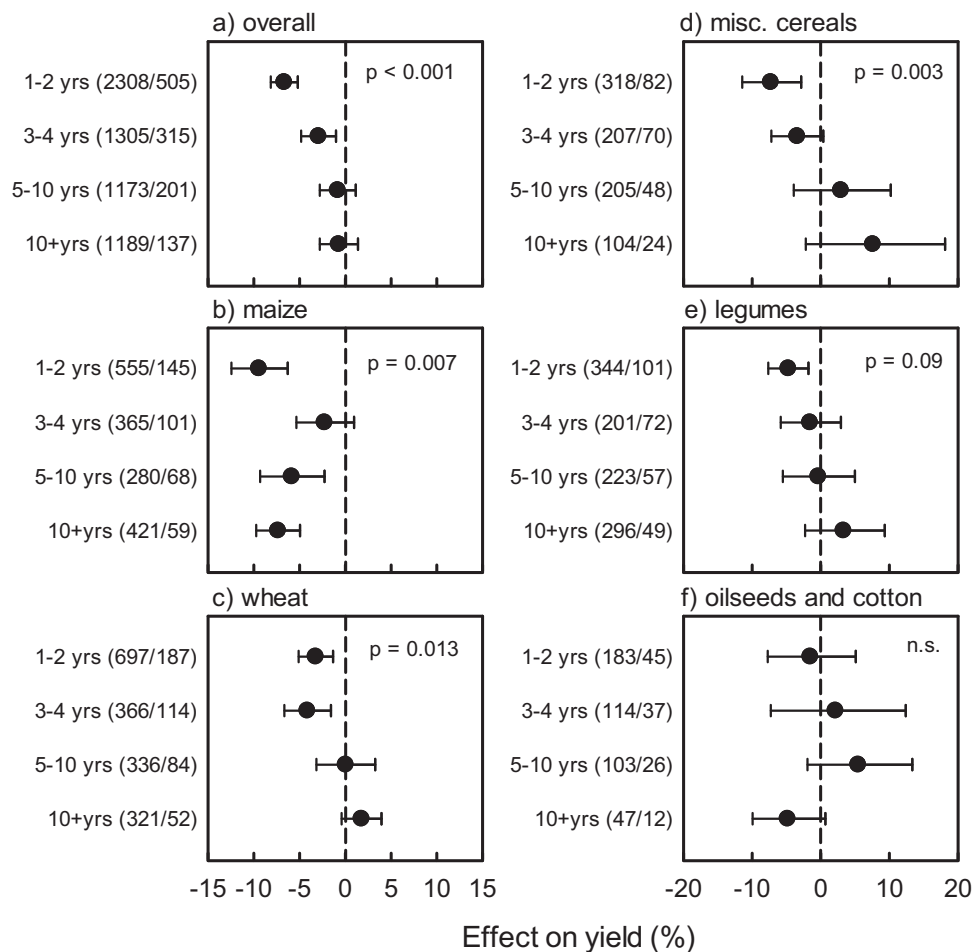 a) overall
1-2 yrs (2308/505)
p < 0.001
3-4 yrs (1305/315)
5-10 yrs (1173/201)
10+yrs (1189/137)
b) maize
1-2 yrs (555/145)
p = 0.007
3-4 yrs (365/101)
5-10 yrs (280/68)
10+yrs (421/59)
c) wheat
1-2 yrs (697/187)
p = 0.013
3-4 yrs (366/114)
5-10 yrs (336/84)
10+yrs (321/52)
-15 -10 -5 0 5 10 15
d) misc. cereals
1-2 yrs (318/82)
p = 0.003
3-4 yrs (207/70)
5-10 yrs (205/48)
10+yrs (104/24)
e) legumes
1-2 yrs (344/101)
p = 0.09
3-4 yrs (201/72)
5-10 yrs (223/57)
10+yrs (296/49)
f) oilseeds and cotton
1-2 yrs (183/45)
n.s.
3-4 yrs (114/37)
5-10 yrs (103/26)
10+yrs (47/12)
-20 -10 0 10 20
Effect on yield (%)